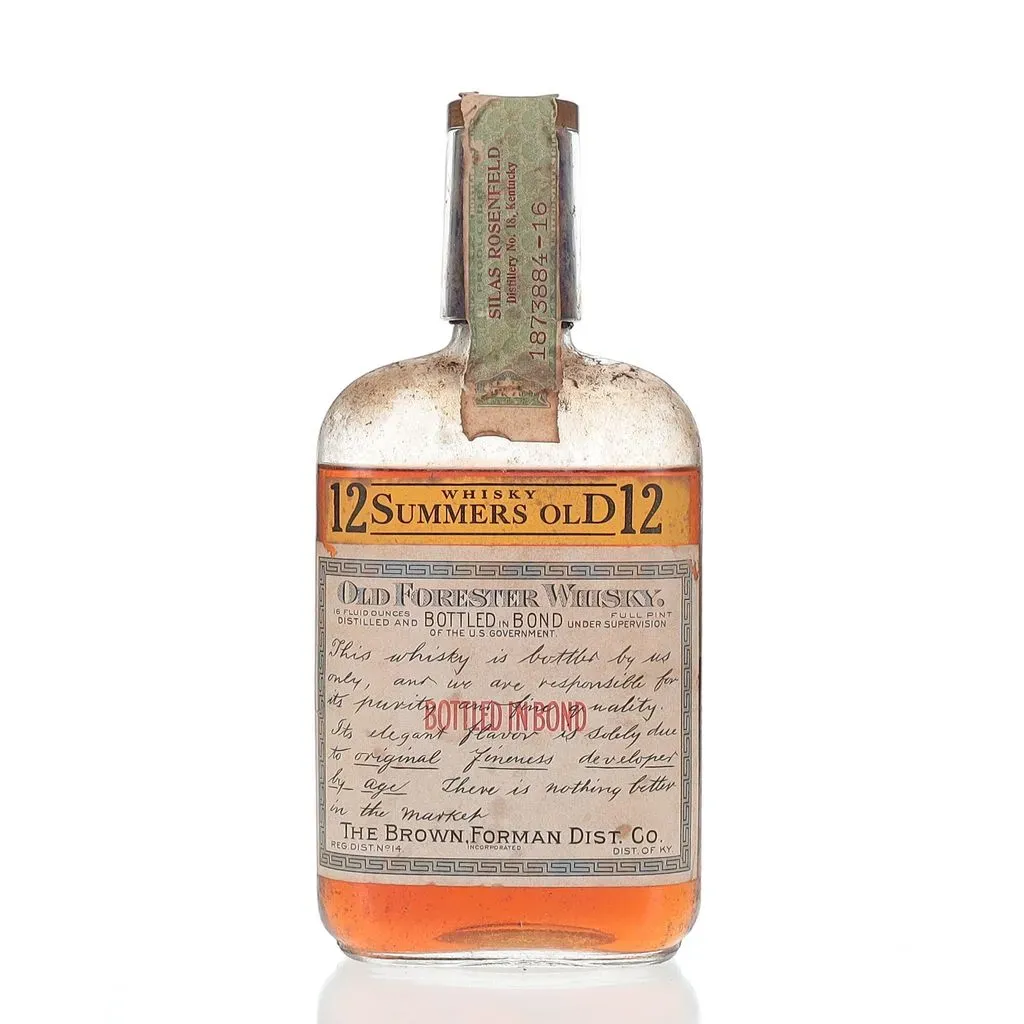 PRODUCED BY
SILAS ROSENFELD
Distillery No. 18, Kentucky
1873884-16
WHISKY
12 SUMMERS OLD 12
OLD FORESTER WHISKY.
16 FLUID OUNCES FULL PINT
DISTILLED AND BOTTLED IN BOND UNDER SUPERVISION
OF THE U.S. GOVERNMENT.
This whisky is bottled by us
only, and we are responsible for
its purity and fine quality.
BOTTLED IN BOND
Its elegant flavor is solely due
to original fineness developed
by age. There is nothing better
in the market
THE BROWN, FORMAN DIST. CO.
REG. DIST. Nº 14. INCORPORATED DIST. OF KY